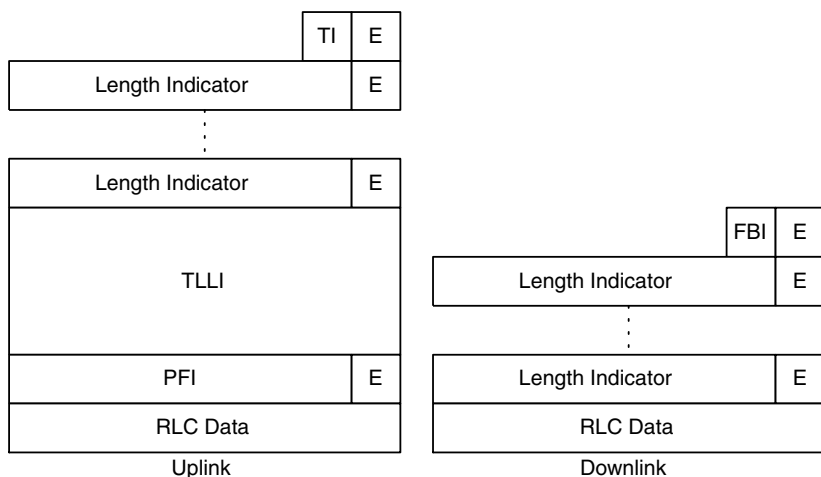 TI E
Length Indicator E
Length Indicator E
TLLI
PFI E
RLC Data
Uplink
FBI E
Length Indicator E
Length Indicator E
RLC Data
Downlink